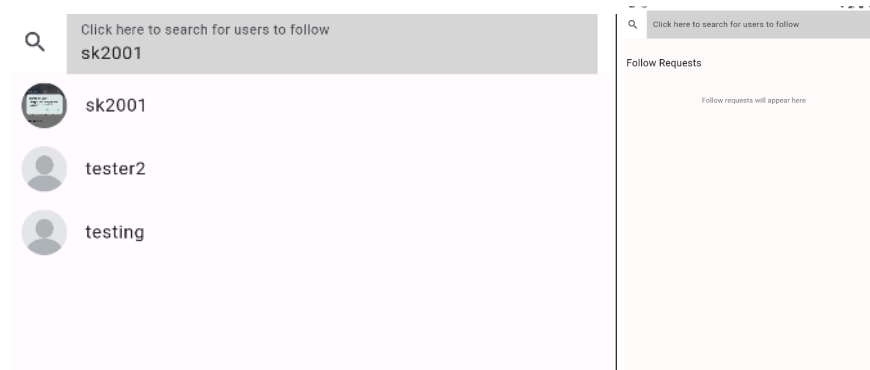 Click here to search for users to follow
sk2001
sk2001
tester2
testing
Click here to search for users to follow
Follow Requests
Follow requests will appear here